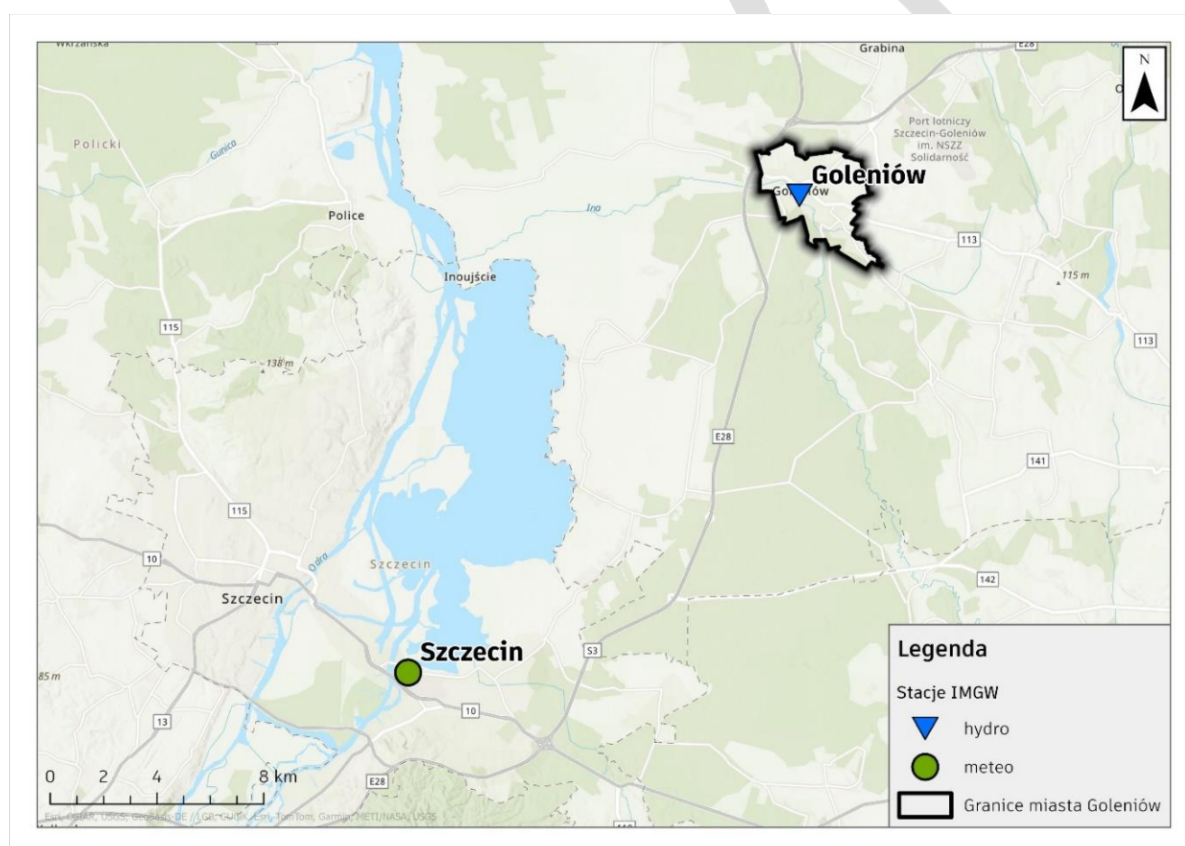 Wkrzańska
E28
Grabina
E28
N
Port lotniczy
Szczecin-Goleniów
im. NSZZ
Solidarność
Policki
Gunica
Goleniów
Police
Ina
113
Inoujście
115 m
115
113
138 m
E28
141
115
10
Odra
Szczecin
142
Szczecin
Szczecin
S3
85 m
10
13
E28
0 2 4 8 km
Legenda
Stacje IMGW
hydro
meteo
Granice miasta Goleniów